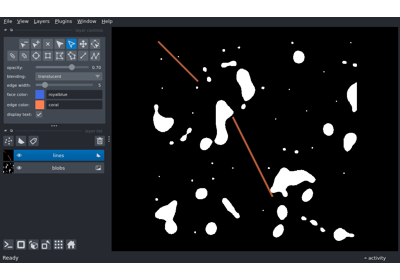 File View Layers Plugins Window Help
opacity: 0.70
blending: translucent
edge width: 5
face color: royalblue
edge color: coral
display text:
lines
blobs
Ready
activity